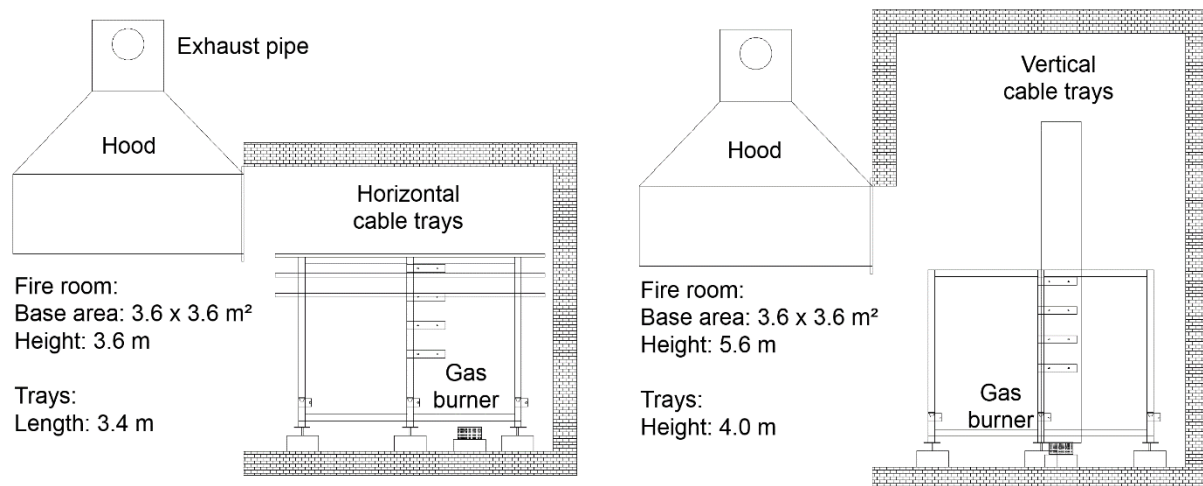 Exhaust pipe
Hood
Horizontal
cable trays
Fire room:
Base area: 3.6 x 3.6 m²
Height: 3.6 m
Trays:
Length: 3.4 m
Gas
burner
Vertical
cable trays
Hood
Fire room:
Base area: 3.6 x 3.6 m²
Height: 5.6 m
Trays:
Height: 4.0 m
Gas
burner